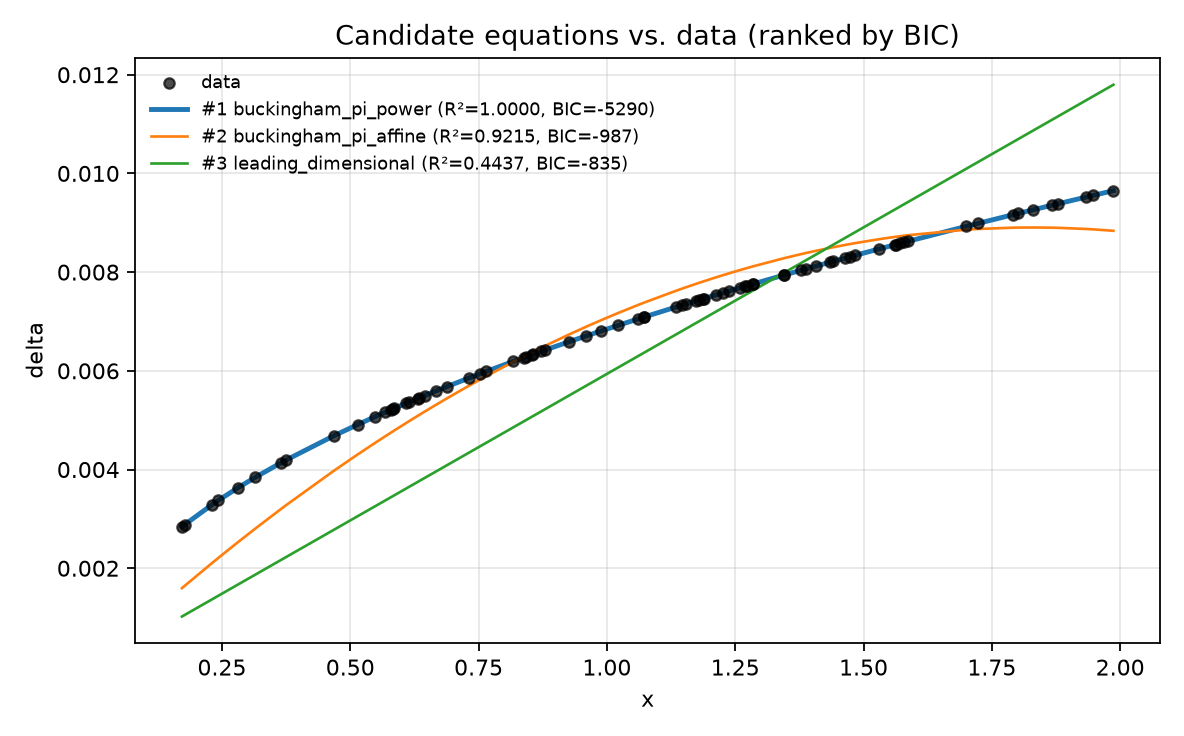 Candidate equations vs. data (ranked by BIC)
data
#1 buckingham_pi_power (R²=1.0000, BIC=-5290)
#2 buckingham_pi_affine (R²=0.9215, BIC=-987)
#3 leading_dimensional (R²=0.4437, BIC=-835)
0.012
0.010
0.008
0.006
0.004
0.002
delta
0.25 0.50 0.75 1.00 1.25 1.50 1.75 2.00
x